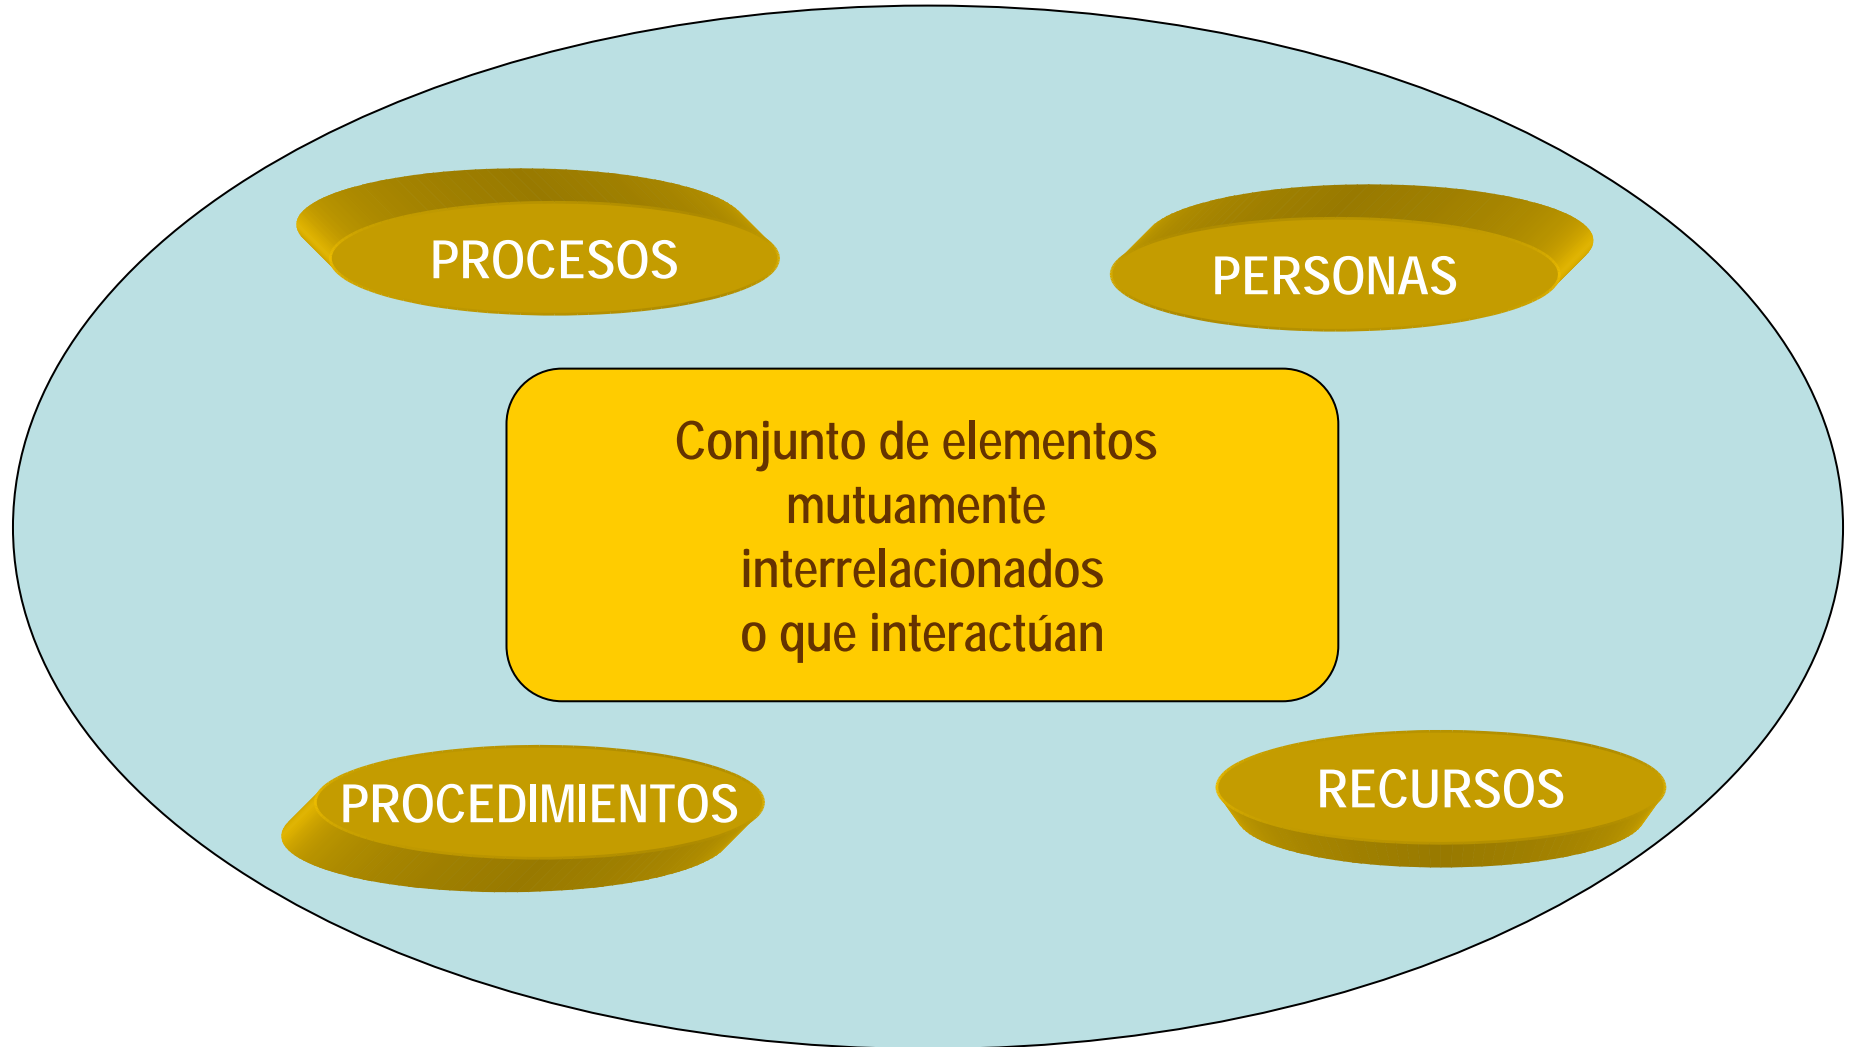 PROCESOS
PERSONAS
Conjunto de elementos
mutuamente
interrelacionados
o que interactúan
PROCEDIMIENTOS
RECURSOS